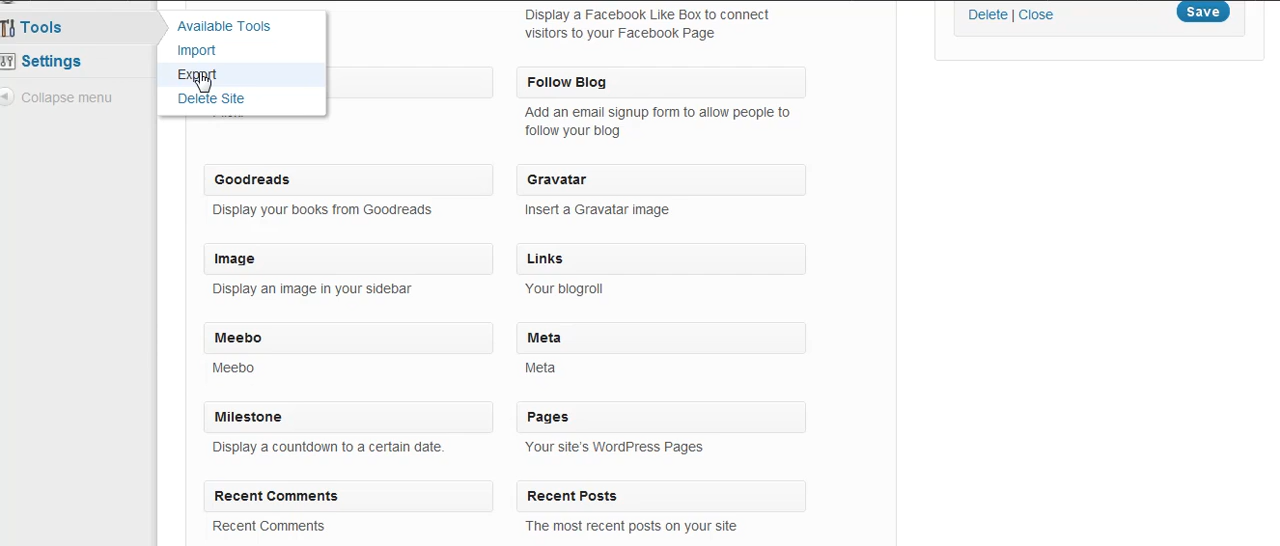 Tools
Settings
Collapse menu
Available Tools
Import
Export
Delete Site
Display a Facebook Like Box to connect
visitors to your Facebook Page
Follow Blog
Add an email signup form to allow people to
follow your blog
Goodreads
Gravatar
Display your books from Goodreads
Insert a Gravatar image
Image
Links
Display an image in your sidebar
Your blogroll
Meebo
Meta
Meebo
Meta
Milestone
Pages
Display a countdown to a certain date.
Your site's WordPress Pages
Recent Comments
Recent Posts
Recent Comments
The most recent posts on your site
Delete | Close
Save